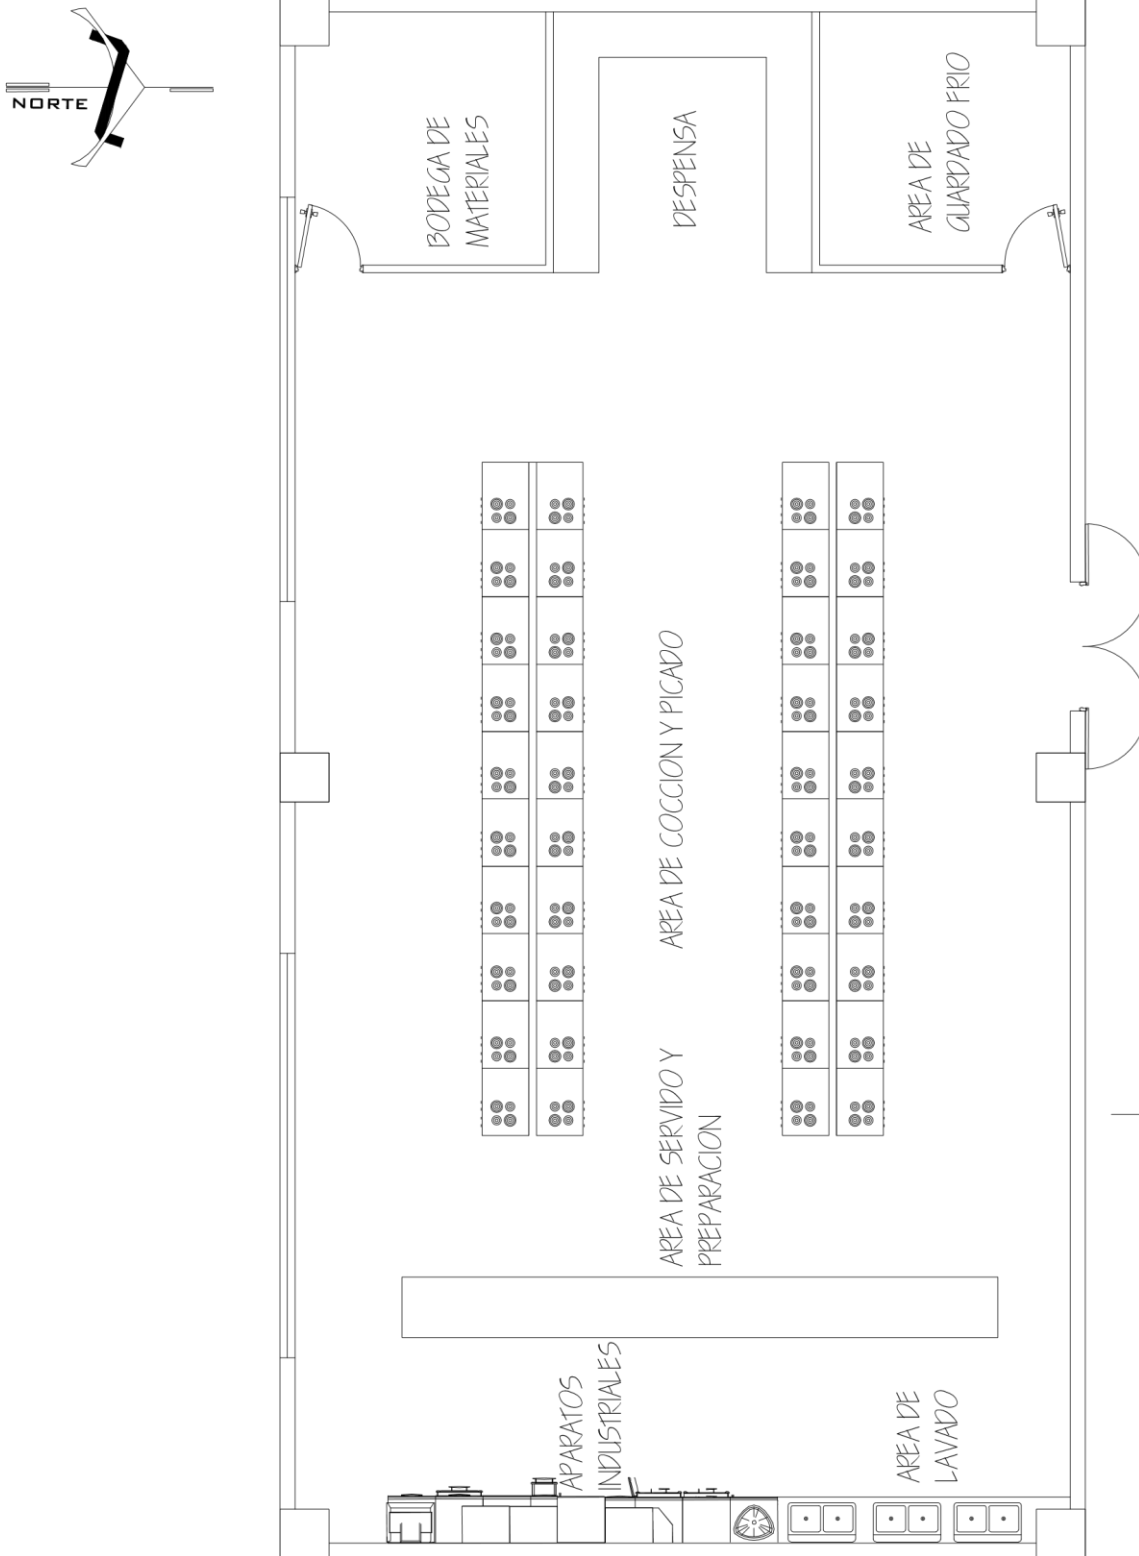 NORTE
BODEGA DE
MATERIALES
DESPENSA
AREA DE
GUARDADO FRIO
AREA DE COCCION Y PICADO
AREA DE SERVIDO Y
PREPARACION
APARATOS
INDUSTRIALES
AREA DE
LAVADO